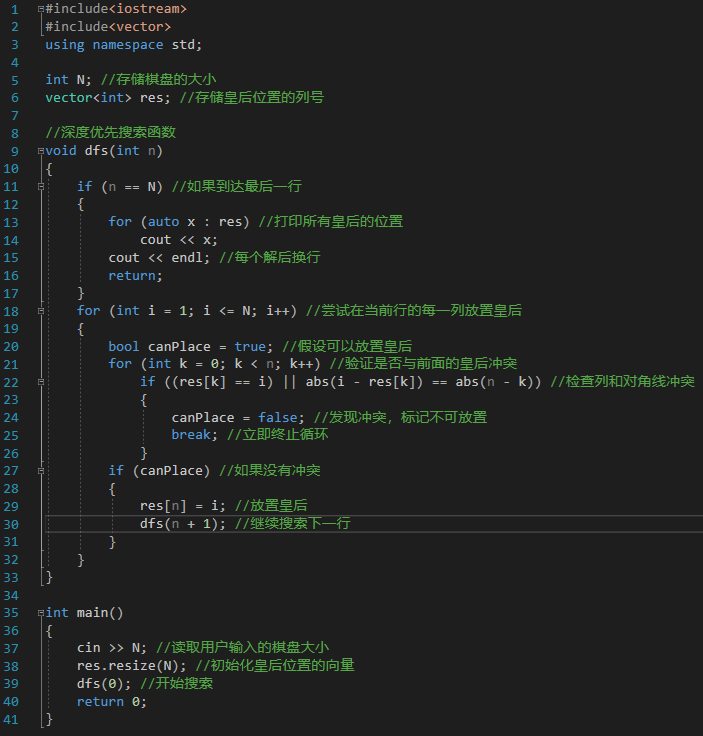 1 #include<iostream>
2 #include<vector>
3 using namespace std;
4
5 int N; //存储棋盘的大小
6 vector<int> res; //存储皇后位置的列号
7
8 //深度优先搜索函数
9 void dfs(int n)
10 {
11     if (n == N) //如果到达最后一行
12     {
13         for (auto x : res) //打印所有皇后的位置
14             cout << x;
15         cout << endl; //每个解后换行
16         return;
17     }
18     for (int i = 1; i <= N; i++) //尝试在当前行的每一列放置皇后
19     {
20         bool canPlace = true; //假设可以放置皇后
21         for (int k = 0; k < n; k++) //验证是否与前面的皇后冲突
22             if ((res[k] == i) || abs(i - res[k]) == abs(n - k)) //检查列和对角线冲突
23             {
24                 canPlace = false; //发现冲突，标记不可放置
25                 break; //立即终止循环
26             }
27         if (canPlace) //如果没有冲突
28         {
29             res[n] = i; //放置皇后
30             dfs(n + 1); //继续搜索下一行
31         }
32     }
33 }
34
35 int main()
36 {
37     cin >> N; //读取用户输入的棋盘大小
38     res.resize(N); //初始化皇后位置的向量
39     dfs(0); //开始搜索
40     return 0;
41 }